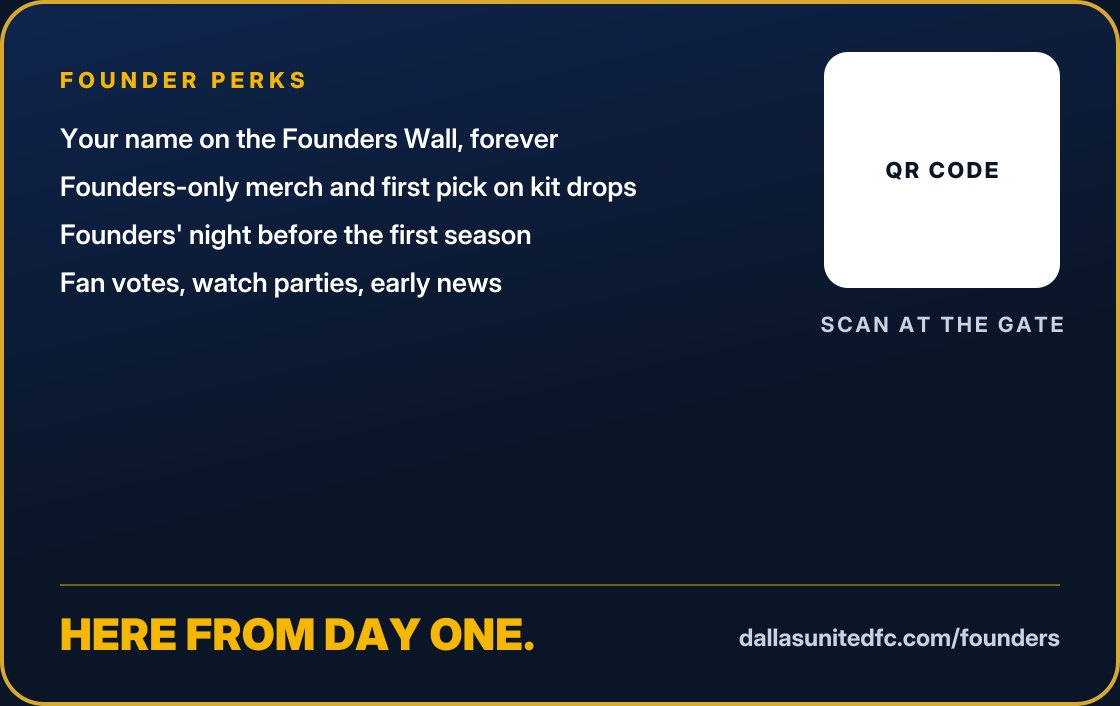 FOUNDER PERKS
Your name on the Founders Wall, forever
Founders-only merch and first pick on kit drops
Founders' night before the first season
Fan votes, watch parties, early news
QR CODE
SCAN AT THE GATE
HERE FROM DAY ONE.
dallasunitedfc.com/founders